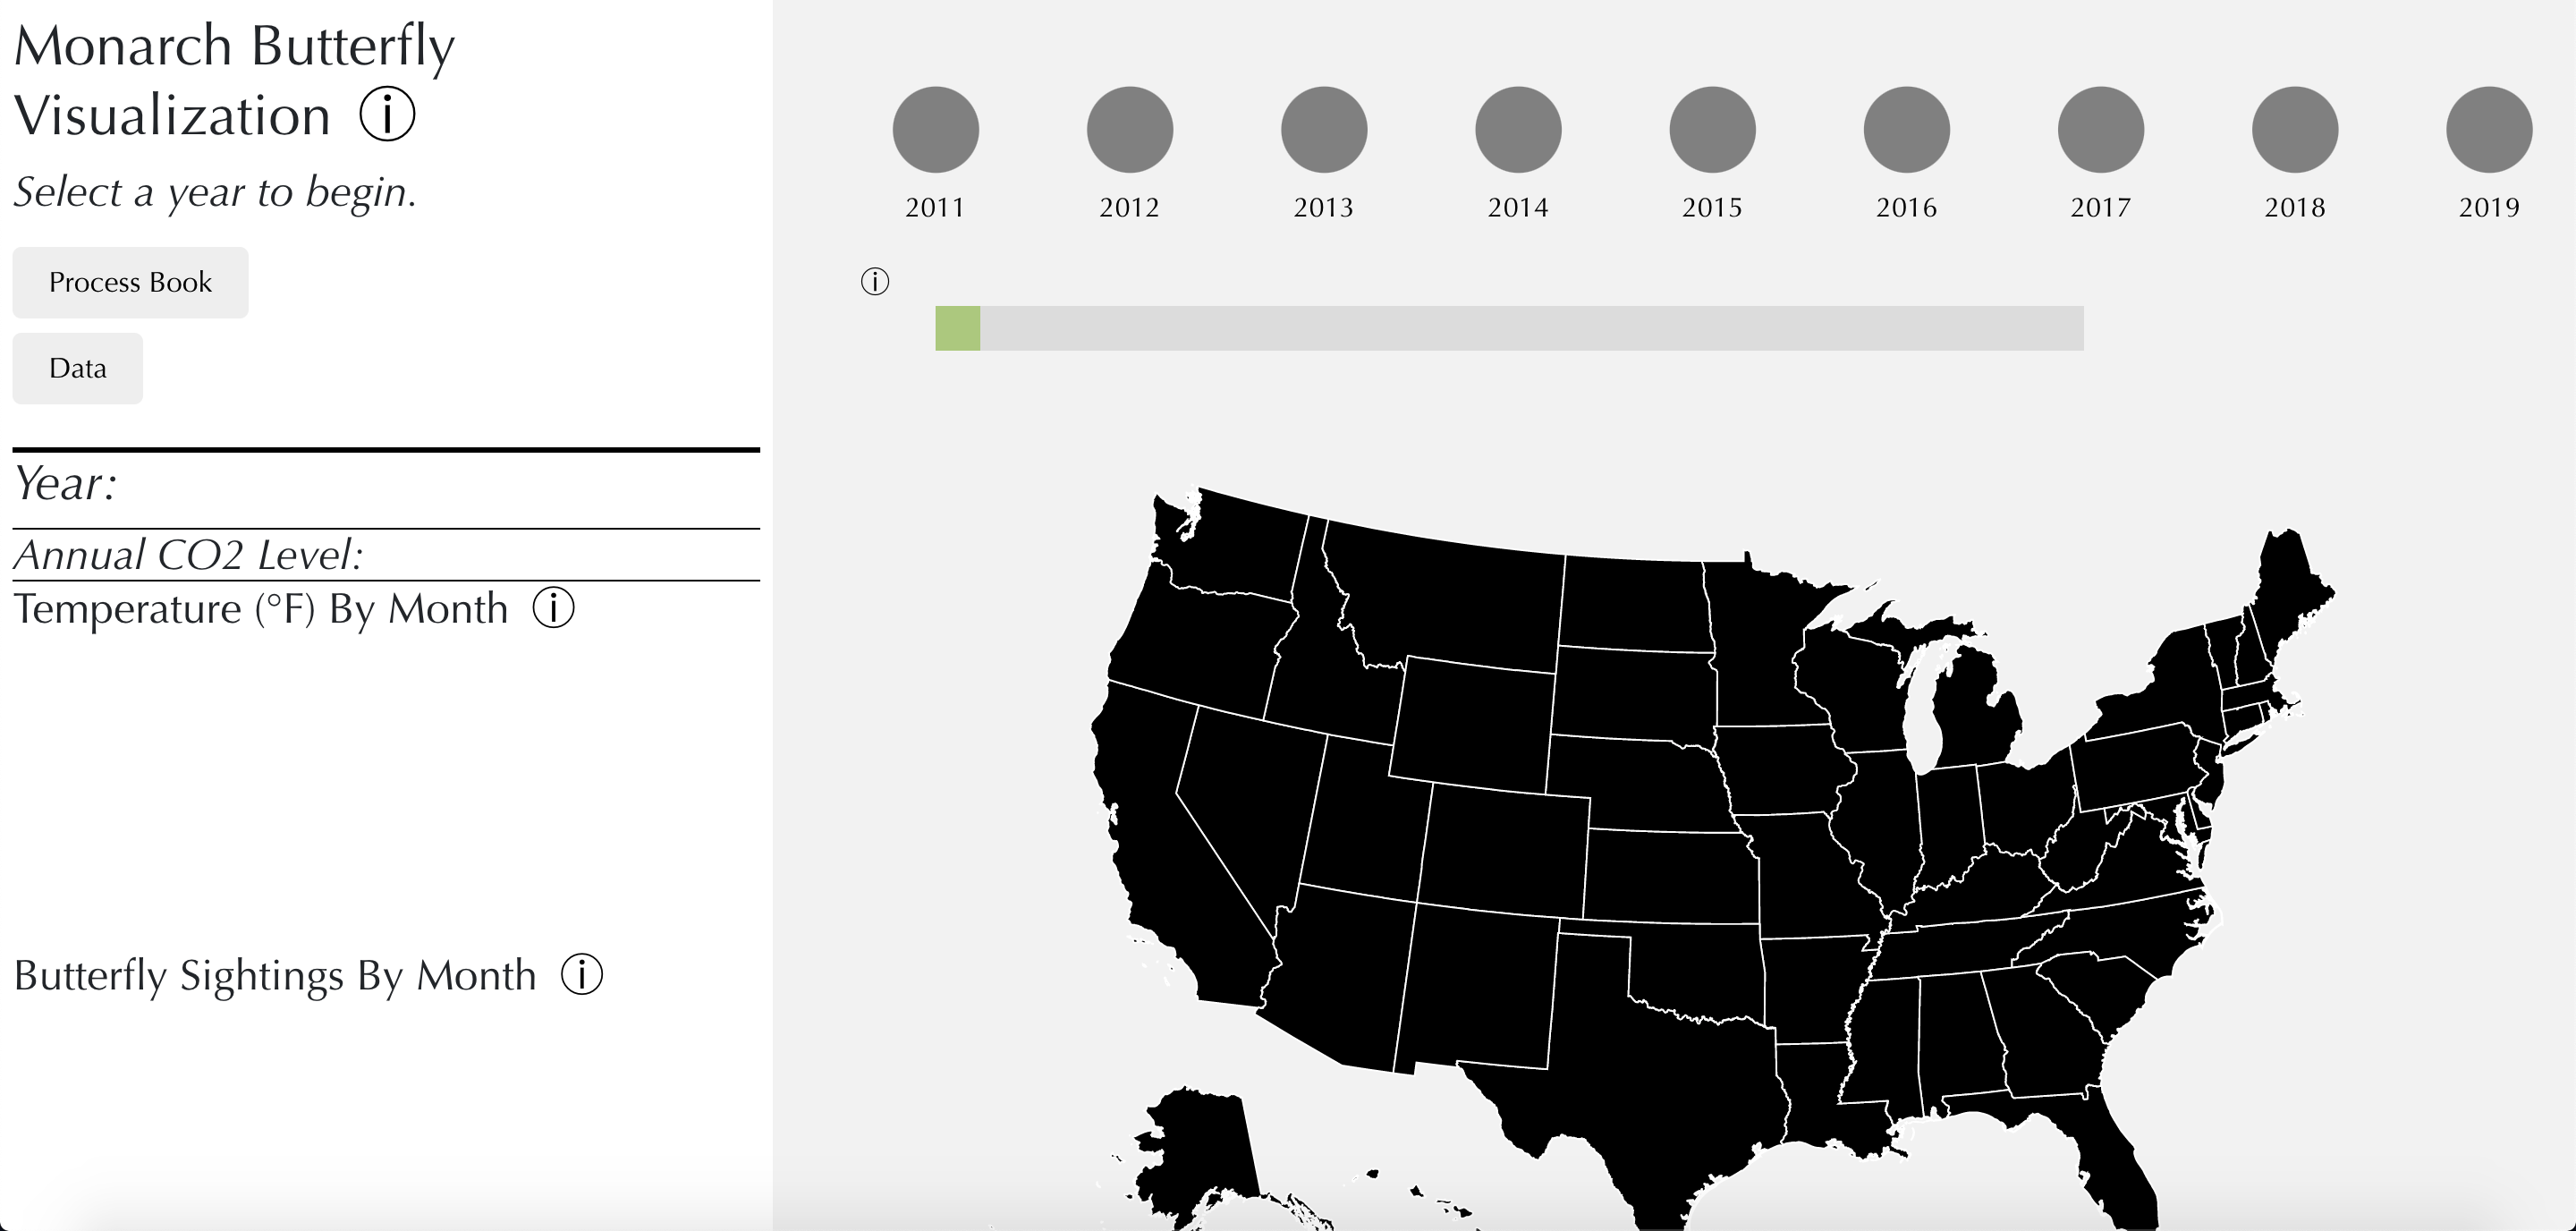 Monarch Butterfly
Visualization ⓘ
Select a year to begin.
Process Book
Data
Year:
Annual CO2 Level:
Temperature (°F) By Month ⓘ
Butterfly Sightings By Month ⓘ
2011 2012 2013 2014 2015 2016 2017 2018 2019
ⓘ